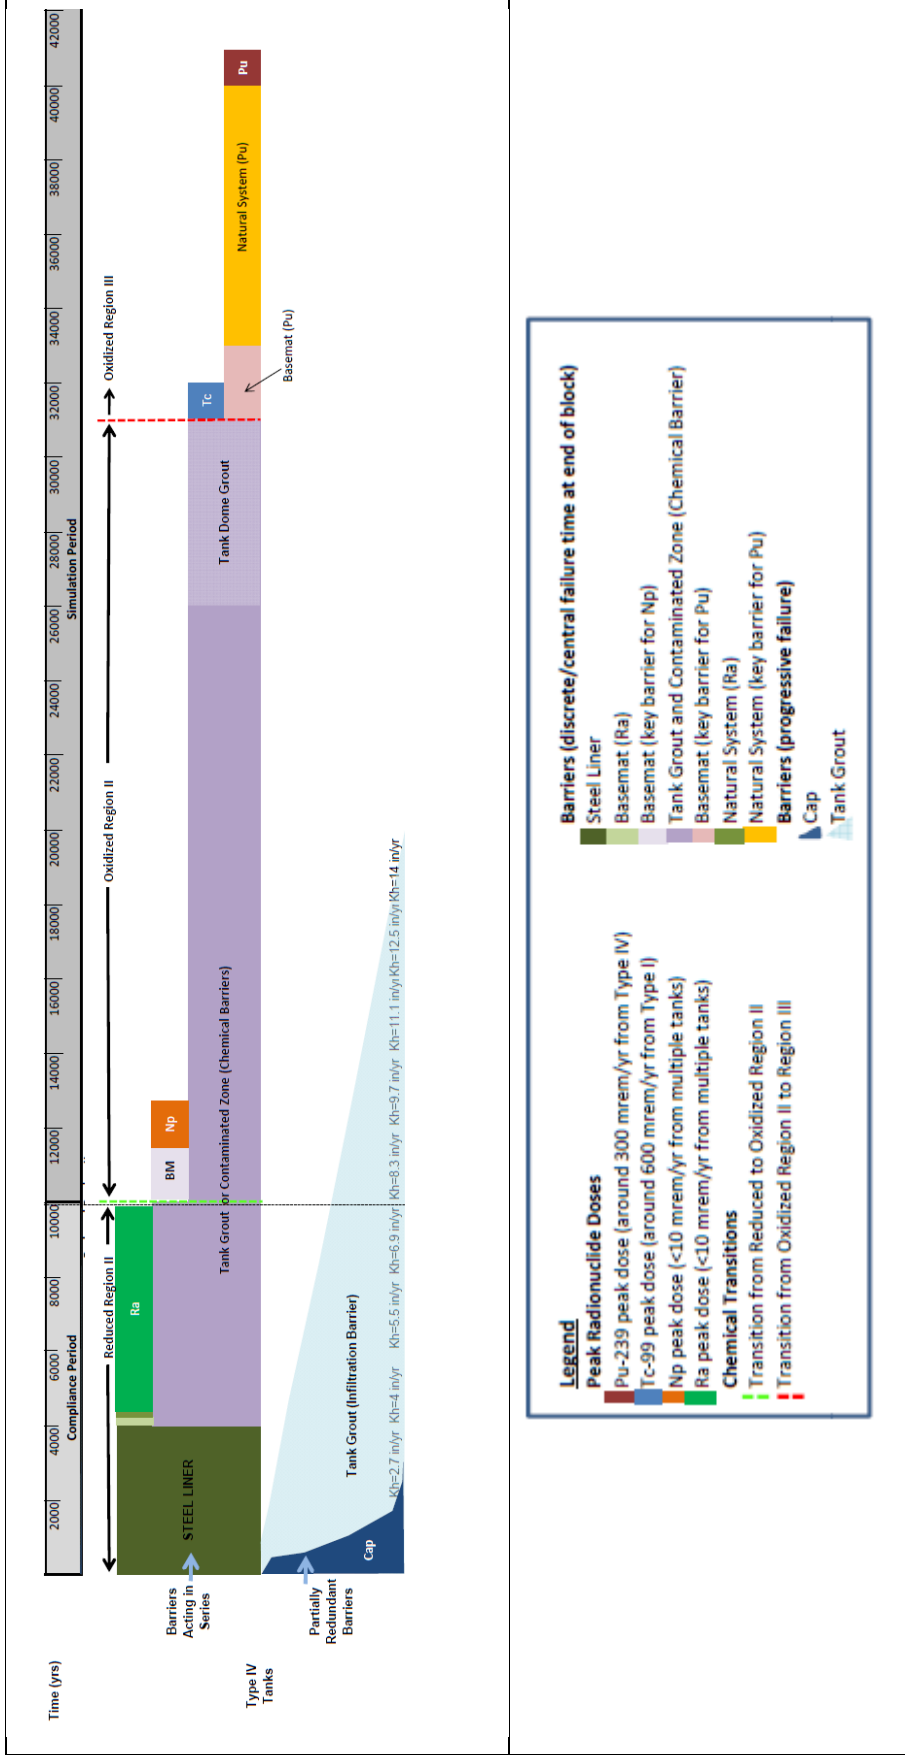 Time (yrs)
2000
4000
6000
8000
10000
12000
14000
16000
18000
20000
22000
24000
26000
28000
30000
32000
34000
36000
38000
40000
42000
Compliance Period
Simulation Period
Reduced Region II
Oxidized Region II
Oxidized Region III
Barriers
Acting in
Series
STEEL LINER
Ra
BM
Np
Tank Grout or Contaminated Zone (Chemical Barriers)
Tank Dome Grout
Tc
Basemat (Pu)
Natural System (Pu)
Pu
Type IV
Tanks
Partially
Redundant
Barriers
Cap
Tank Grout (Infiltration Barrier)
Kh=2.7 in/yr
Kh=4 in/yr
Kh=5.5 in/yr
Kh=6.9 in/yr
Kh=8.3 in/yr
Kh=9.7 in/yr
Kh=11.1 in/yr
Kh=12.5 in/yr
Kh=14 in/yr
Legend
Peak Radionuclide Doses
Pu-239 peak dose (around 300 mrem/yr from Type IV)
Tc-99 peak dose (around 600 mrem/yr from Type I)
Np peak dose (<10 mrem/yr from multiple tanks)
Ra peak dose (<10 mrem/yr from multiple tanks)
Chemical Transitions
Transition from Reduced to Oxidized Region II
Transition from Oxidized Region II to Region III
Barriers (discrete/central failure time at end of block)
Steel Liner
Basemat (Ra)
Basemat (key barrier for Np)
Tank Grout and Contaminated Zone (Chemical Barrier)
Basemat (key barrier for Pu)
Natural System (Ra)
Natural System (key barrier for Pu)
Barriers (progressive failure)
Cap
Tank Grout